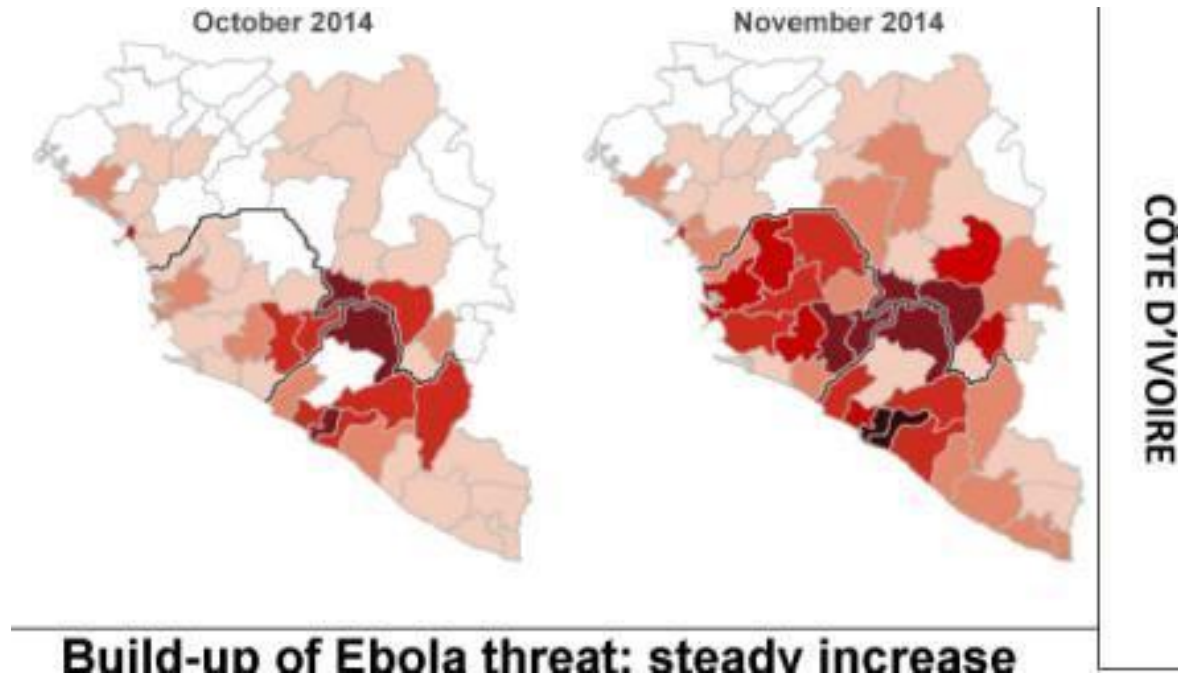 October 2014
November 2014
CÔTE D'IVOIRE
Build-up of Ebola threat: steady increase